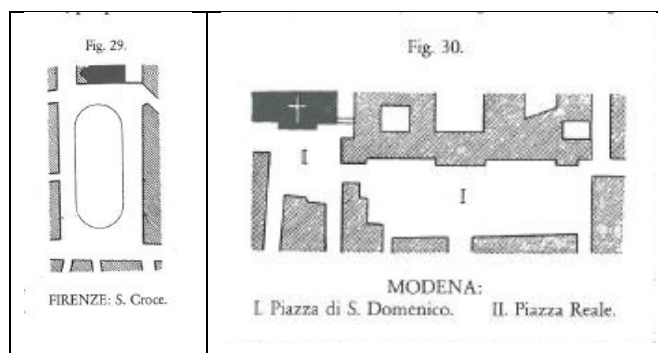 Fig. 29.
FIRENZE: S. Croce.
Fig. 30.
I
I
MODENA:
I. Piazza di S. Domenico. II. Piazza Reale.